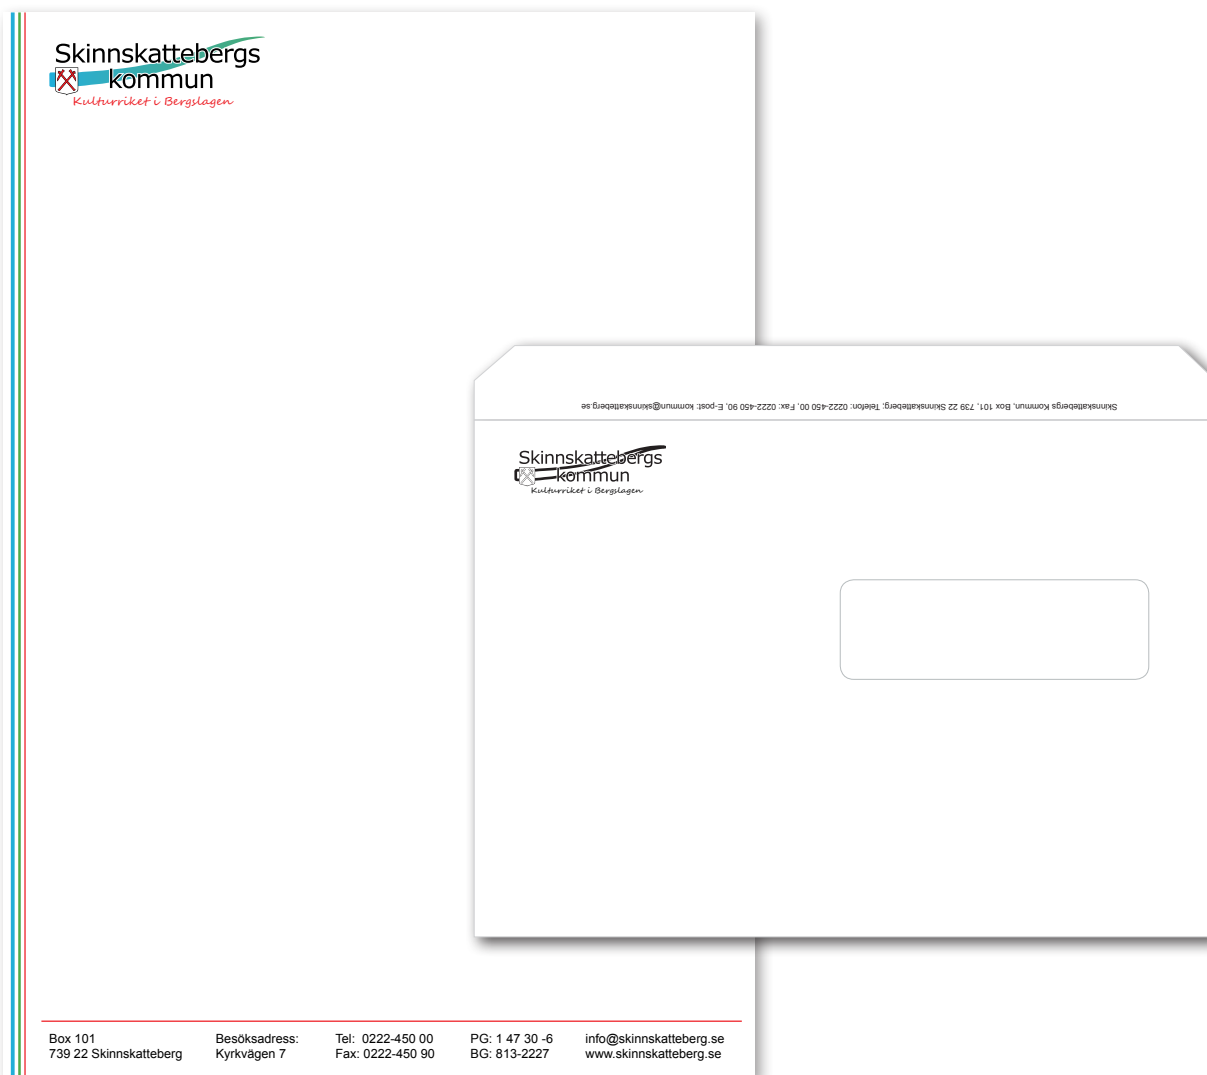 Skinnskattebergs
kommun
Kulturriket i Bergslagen
Skinnskattebergs Kommun, Box 101, 739 22 Skinnskatteberg; Telefon: 0222-450 00, Fax: 0222-450 90, E-post: kommun@skinnskatteberg.se
Skinnskattebergs
kommun
Kulturriket i Bergslagen
Box 101
739 22 Skinnskatteberg
Besöksadress:
Kyrkvägen 7
Tel: 0222-450 00
Fax: 0222-450 90
PG: 1 47 30 -6
BG: 813-2227
info@skinnskatteberg.se
www.skinnskatteberg.se